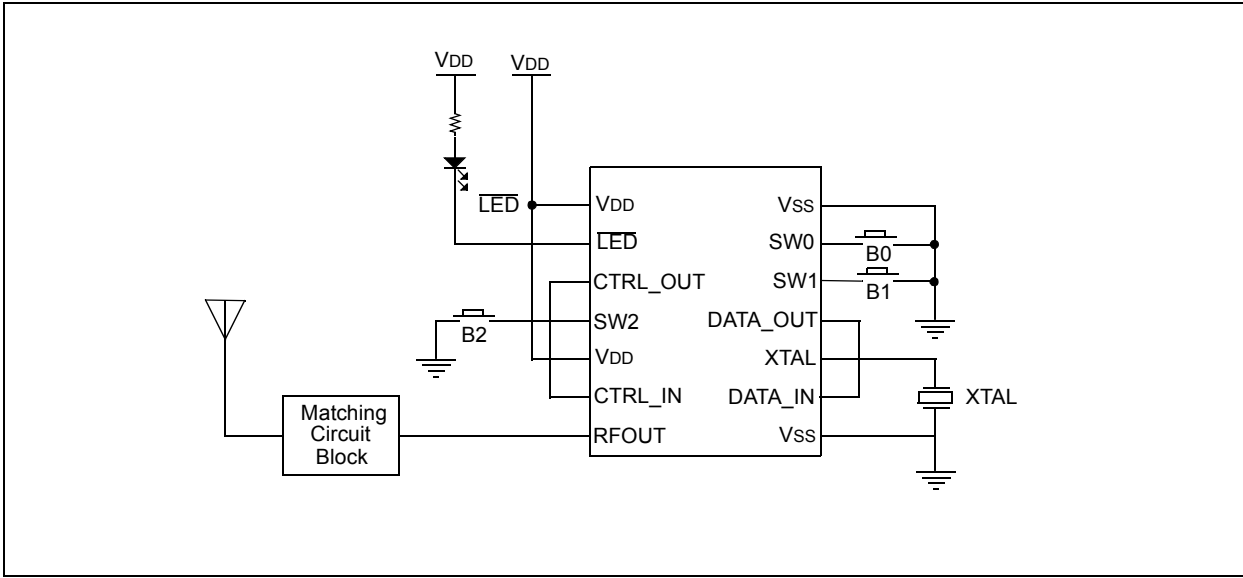 VDD
VDD
LED
VDD
LED
CTRL_OUT
SW2
VDD
CTRL_IN
RFOUT
VSS
SW0
SW1
DATA_OUT
XTAL
DATA_IN
VSS
B0
B1
B2
XTAL
Matching
Circuit
Block